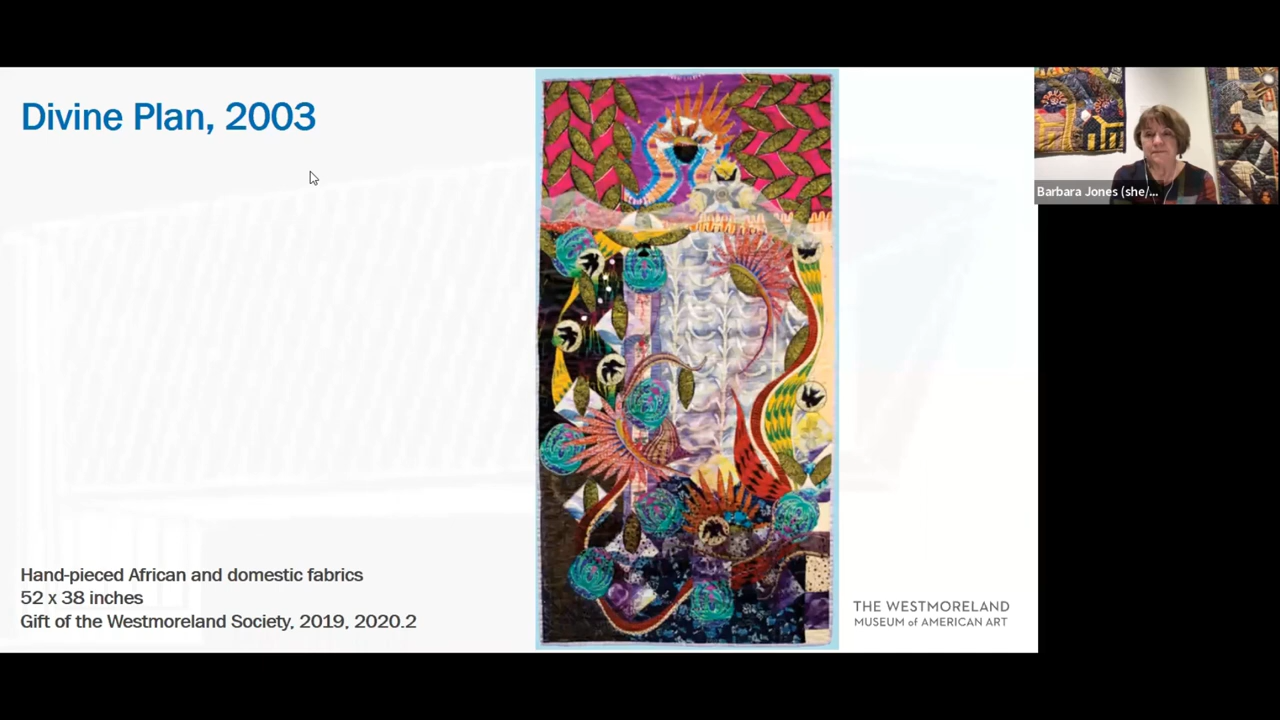 Divine Plan, 2003
Barbara Jones (she/...
Hand-pieced African and domestic fabrics
52 x 38 inches
Gift of the Westmoreland Society, 2019, 2020.2
THE WESTMORELAND
MUSEUM of AMERICAN ART